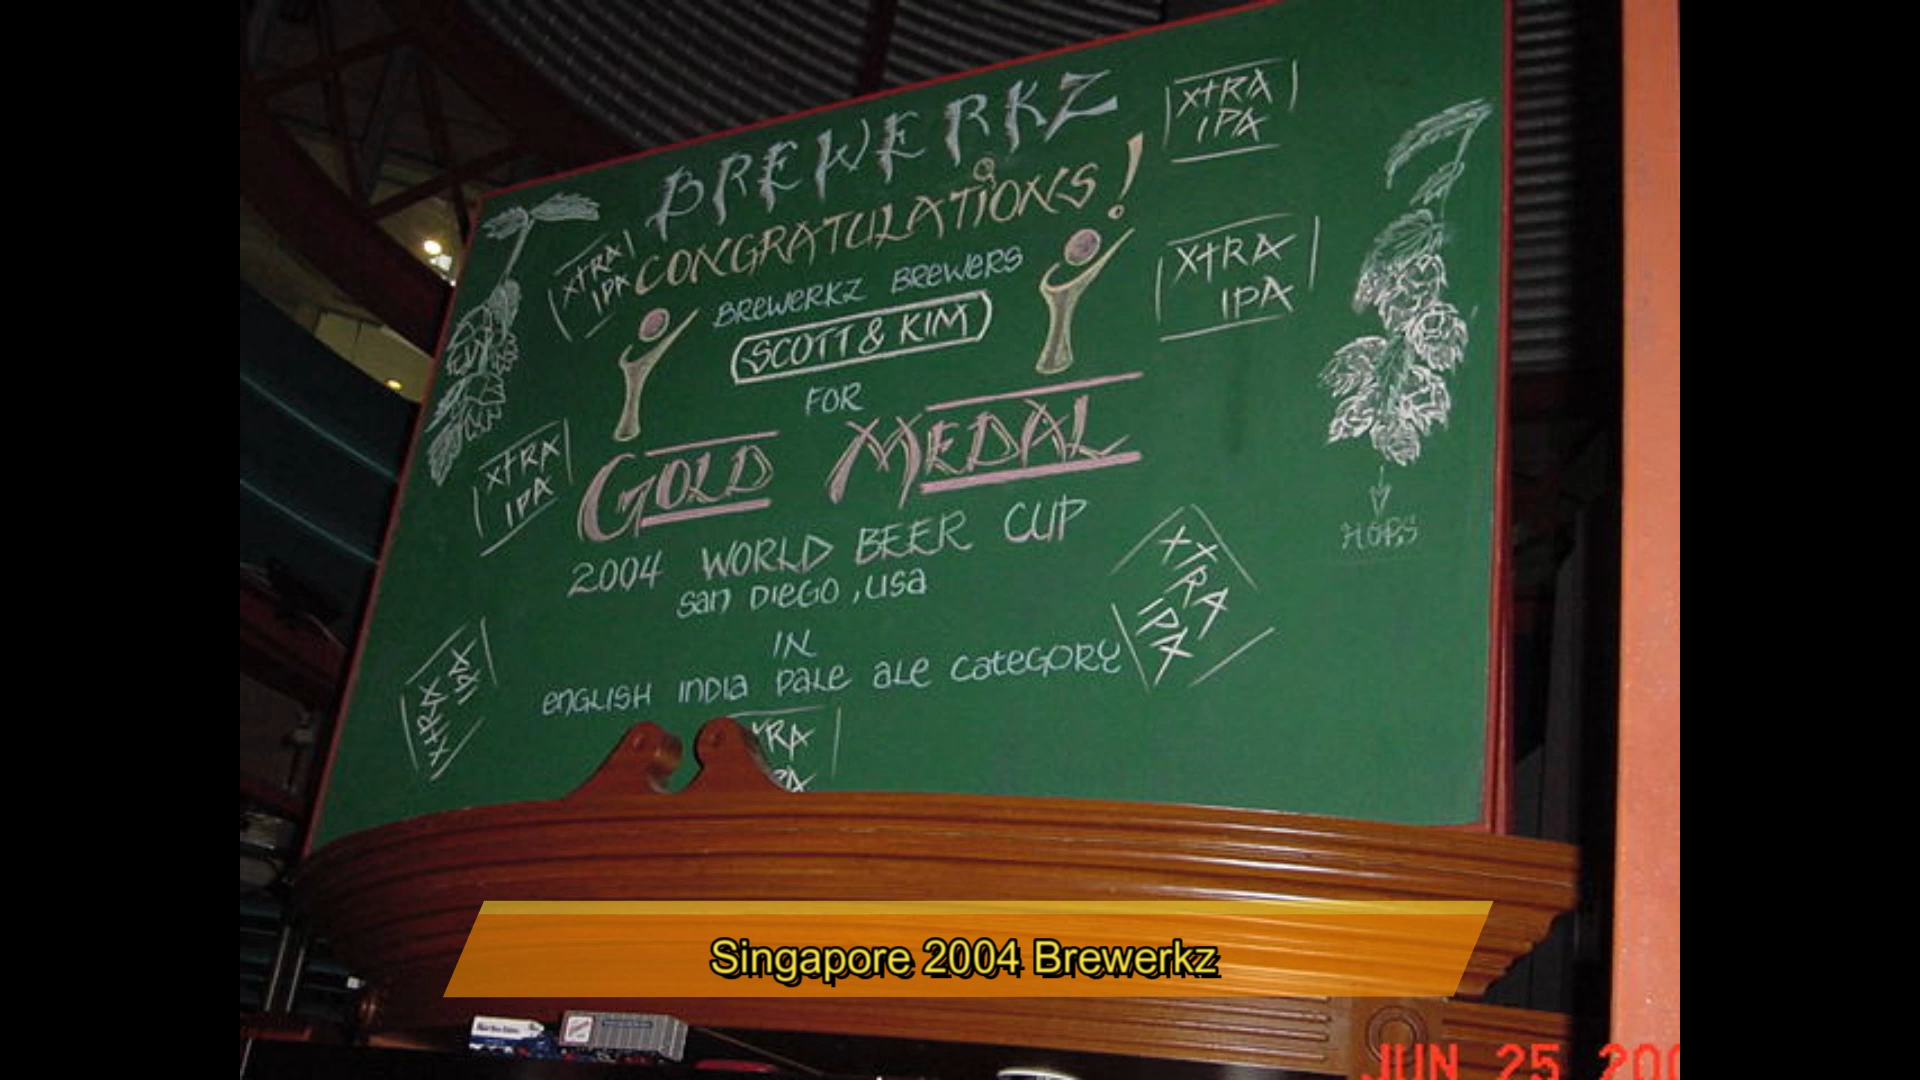 BREWERKZ
CONGRATULATIONS!
BREWERKZ BREWERS
SCOTT & KIM
FOR
GOLD MEDAL
2004 WORLD BEER CUP
San DIEGO, USa
IN
enGLISH InDIa PaLe aLe CateGORY
XTRA
IPA
XTRA
IPA
XTRA
IPA
XTRA
IPA
XTRA
IPA
XTRA
IPA
RA
HOPS
Singapore 2004 Brewerkz
JUN 25 200